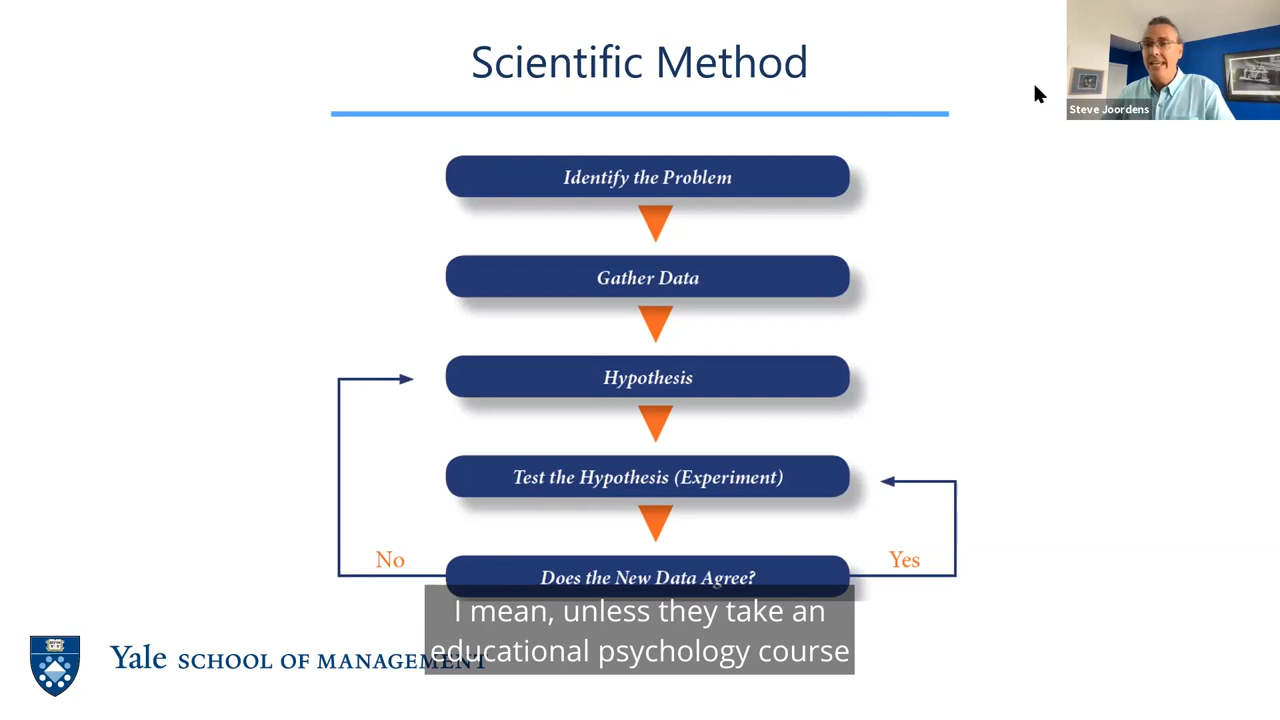 Scientific Method
Steve Joordens
Identify the Problem
Gather Data
Hypothesis
Test the Hypothesis (Experiment)
No
Yes
Does the New Data Agree?
I mean, unless they take an
educational psychology course
Yale SCHOOL OF MANAGEMENT